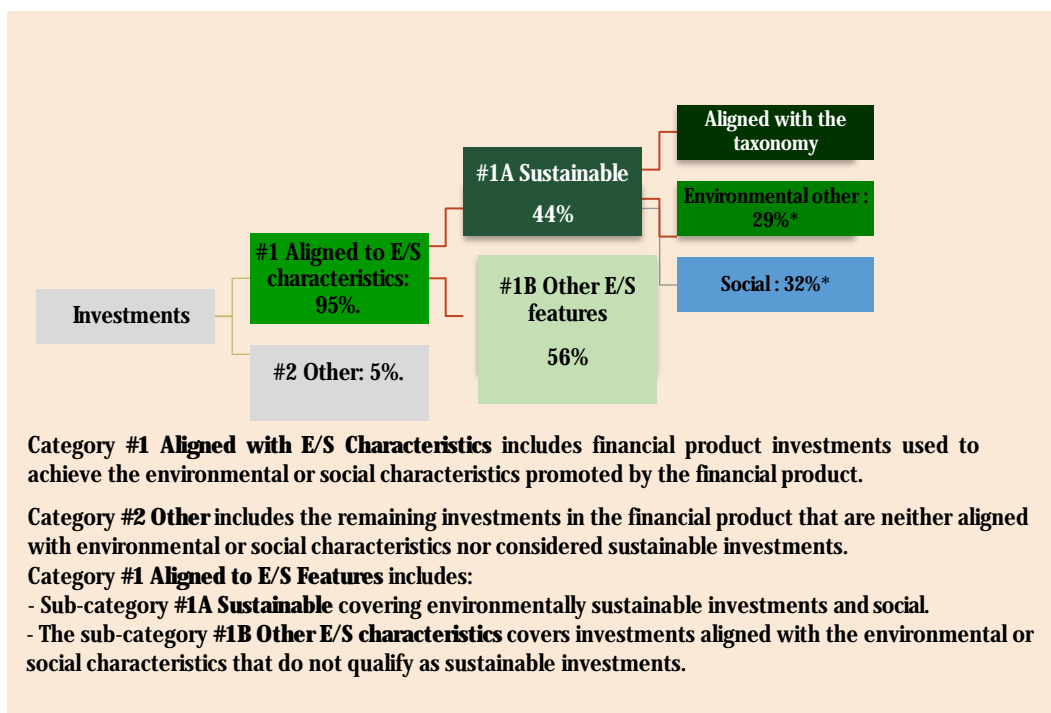 Aligned with the
taxonomy
#1A Sustainable
44%
Environmental other :
29%*
#1 Aligned to E/S
characteristics:
95%.
Social : 32%*
#1B Other E/S
features
56%
Investments
#2 Other: 5%.
Category #1 Aligned with E/S Characteristics includes financial product investments used to
achieve the environmental or social characteristics promoted by the financial product.
Category #2 Other includes the remaining investments in the financial product that are neither aligned
with environmental or social characteristics nor considered sustainable investments.
Category #1 Aligned to E/S Features includes:
- Sub-category #1A Sustainable covering environmentally sustainable investments and social.
- The sub-category #1B Other E/S characteristics covers investments aligned with the environmental or
social characteristics that do not qualify as sustainable investments.